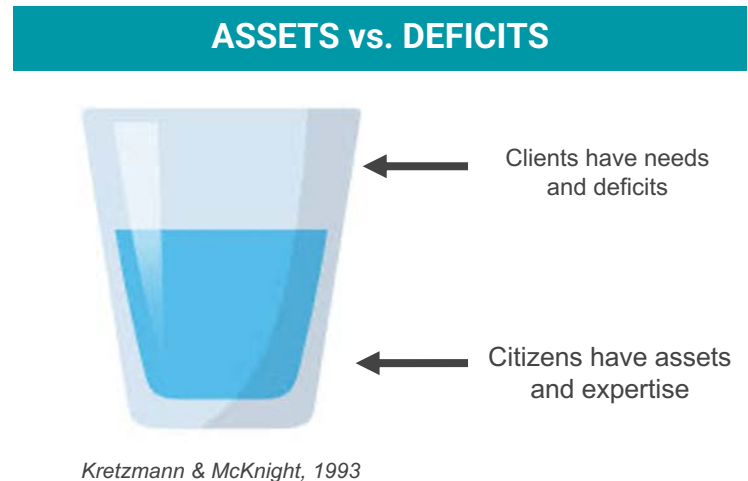 ASSETS vs. DEFICITS
Clients have needs
and deficits
Citizens have assets
and expertise
Kretzmann & McKnight, 1993